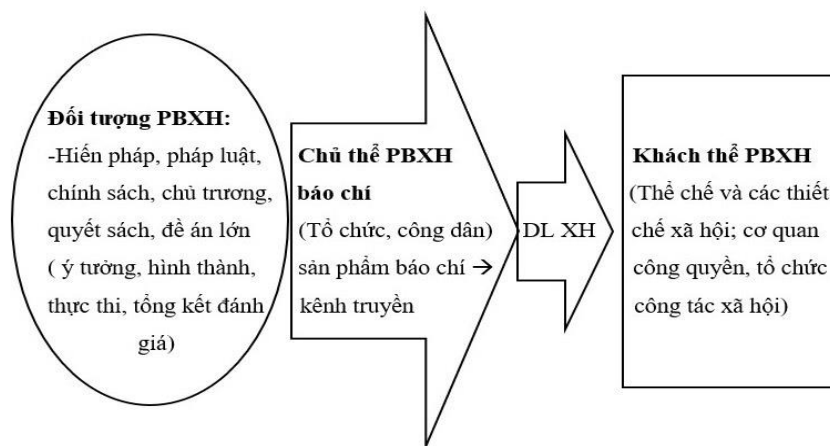 Đối tượng PBXH:
-Hiến pháp, pháp luật,
chính sách, chủ trương,
quyết sách, đề án lớn
( ý tưởng, hình thành,
thực thi, tổng kết đánh
giá)
Chủ thể PBXH
báo chí
(Tổ chức, công dân)
sản phẩm báo chí →
kênh truyền
DL XH
Khách thể PBXH
(Thể chế và các thiết
chế xã hội; cơ quan
công quyền, tổ chức
công tác xã hội)